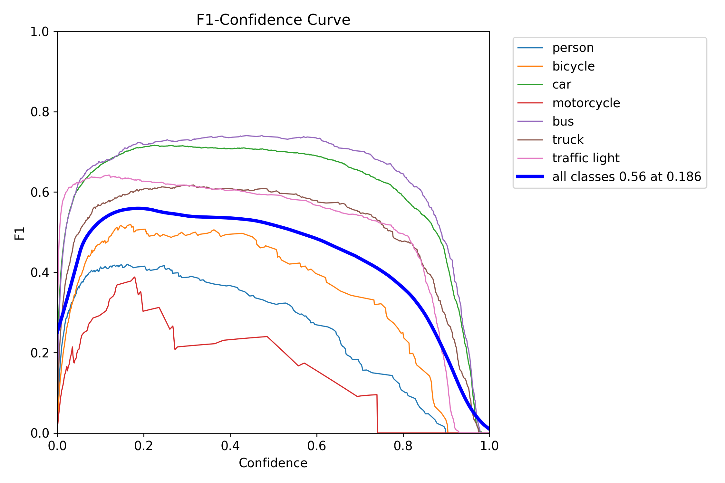 F1-Confidence Curve
1.0
0.8
0.6
0.4
0.2
0.0
F1
0.0 0.2 0.4 0.6 0.8 1.0
Confidence
person
bicycle
car
motorcycle
bus
truck
traffic light
all classes 0.56 at 0.186